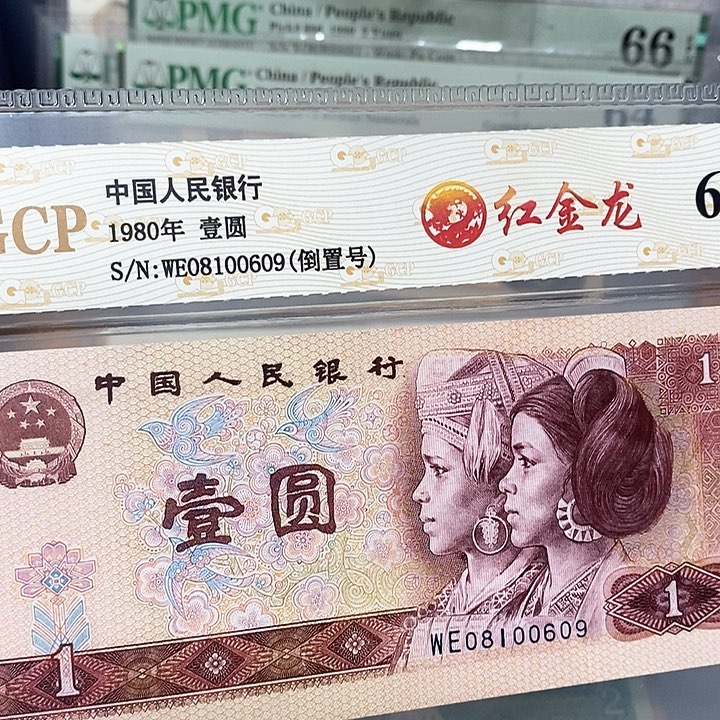 PMG China / People's Republic
66
PMG China / People's Republic
GCP
中国人民银行
1980年 壹圆
S/N:WE08100609(倒置号)
红金龙
6
中国人民银行
1
壹圆
1
WE08100609
1